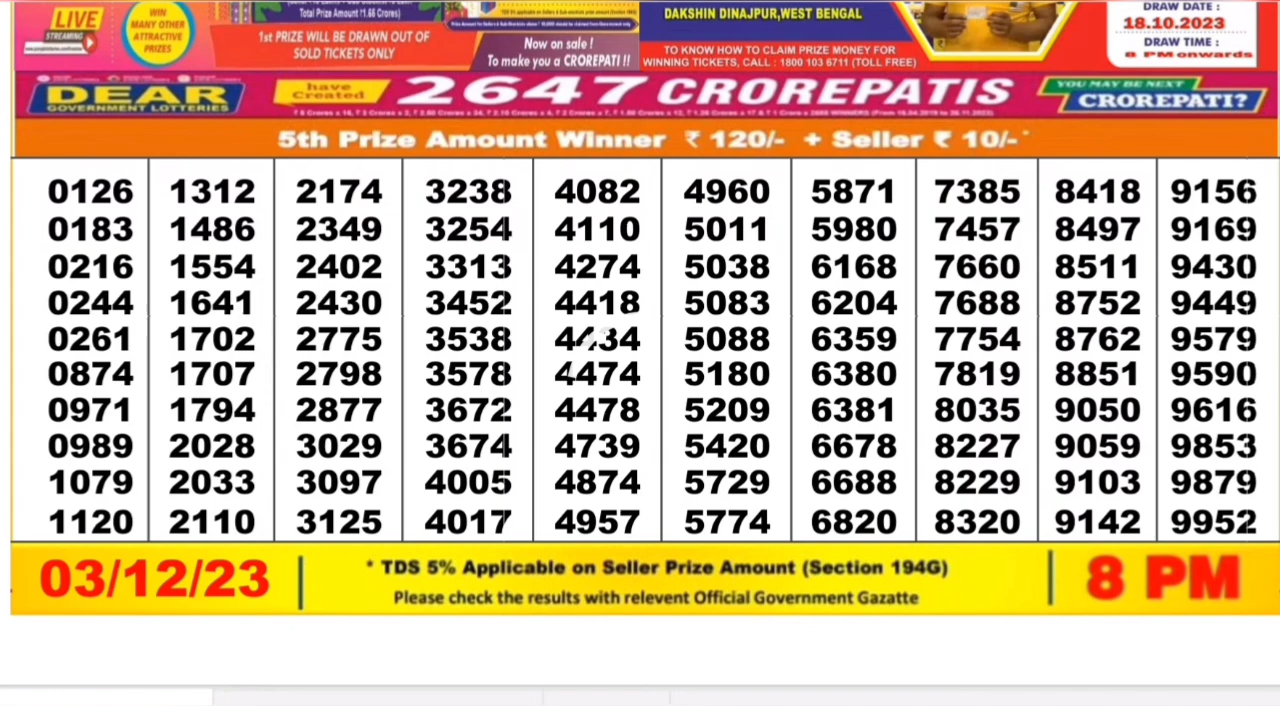 LIVE
STREAMING
WIN
MANY OTHER
ATTRACTIVE
PRIZES
Total Prize Amount (1.66 Crores)
1st PRIZE WILL BE DRAWN OUT OF
SOLD TICKETS ONLY
Now on sale !
To make you a CROREPATI !!
DAKSHIN DINAJPUR,WEST BENGAL
TO KNOW HOW TO CLAIM PRIZE MONEY FOR
WINNING TICKETS, CALL : 1800 103 6711 (TOLL FREE)
DRAW DATE :
18.10.2023
DRAW TIME :
8 PM onwards
DEAR
GOVERNMENT LOTTERIES
have
Created
2647 CROREPATIS
YOU MAY BE NEXT
CROREPATI?
5th Prize Amount Winner ₹ 120/- + Seller ₹ 10/-*
0126 1312 2174 3238 4082 4960 5871 7385 8418 9156
0183 1486 2349 3254 4110 5011 5980 7457 8497 9169
0216 1554 2402 3313 4274 5038 6168 7660 8511 9430
0244 1641 2430 3452 4418 5083 6204 7688 8752 9449
0261 1702 2775 3538 4434 5088 6359 7754 8762 9579
0874 1707 2798 3578 4474 5180 6380 7819 8851 9590
0971 1794 2877 3672 4478 5209 6381 8035 9050 9616
0989 2028 3029 3674 4739 5420 6678 8227 9059 9853
1079 2033 3097 4005 4874 5729 6688 8229 9103 9879
1120 2110 3125 4017 4957 5774 6820 8320 9142 9952
03/12/23
* TDS 5% Applicable on Seller Prize Amount (Section 194G)
Please check the results with relevent Official Government Gazatte
8 PM